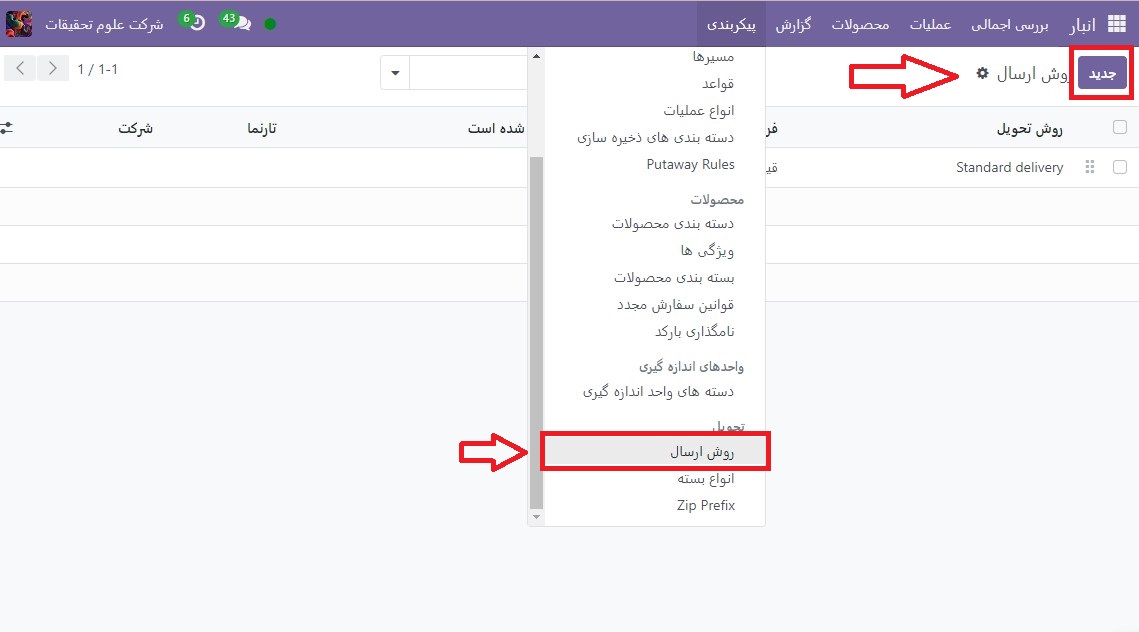 انبار
بررسی اجمالی
عملیات
محصولات
گزارش
پیکربندی
43
6
شرکت علوم تحقیقات
جدید
روش ارسال
1 / 1-1
روش تحویل
شده است
تارنما
شرکت
Standard delivery
مسیرها
قواعد
انواع عملیات
دسته بندی های ذخیره سازی
Putaway Rules
محصولات
دسته بندی محصولات
ویژگی ها
بسته بندی محصولات
قوانین سفارش مجدد
نامگذاری بارکد
واحدهای اندازه گیری
دسته های واحد اندازه گیری
تحویل
روش ارسال
انواع بسته
Zip Prefix